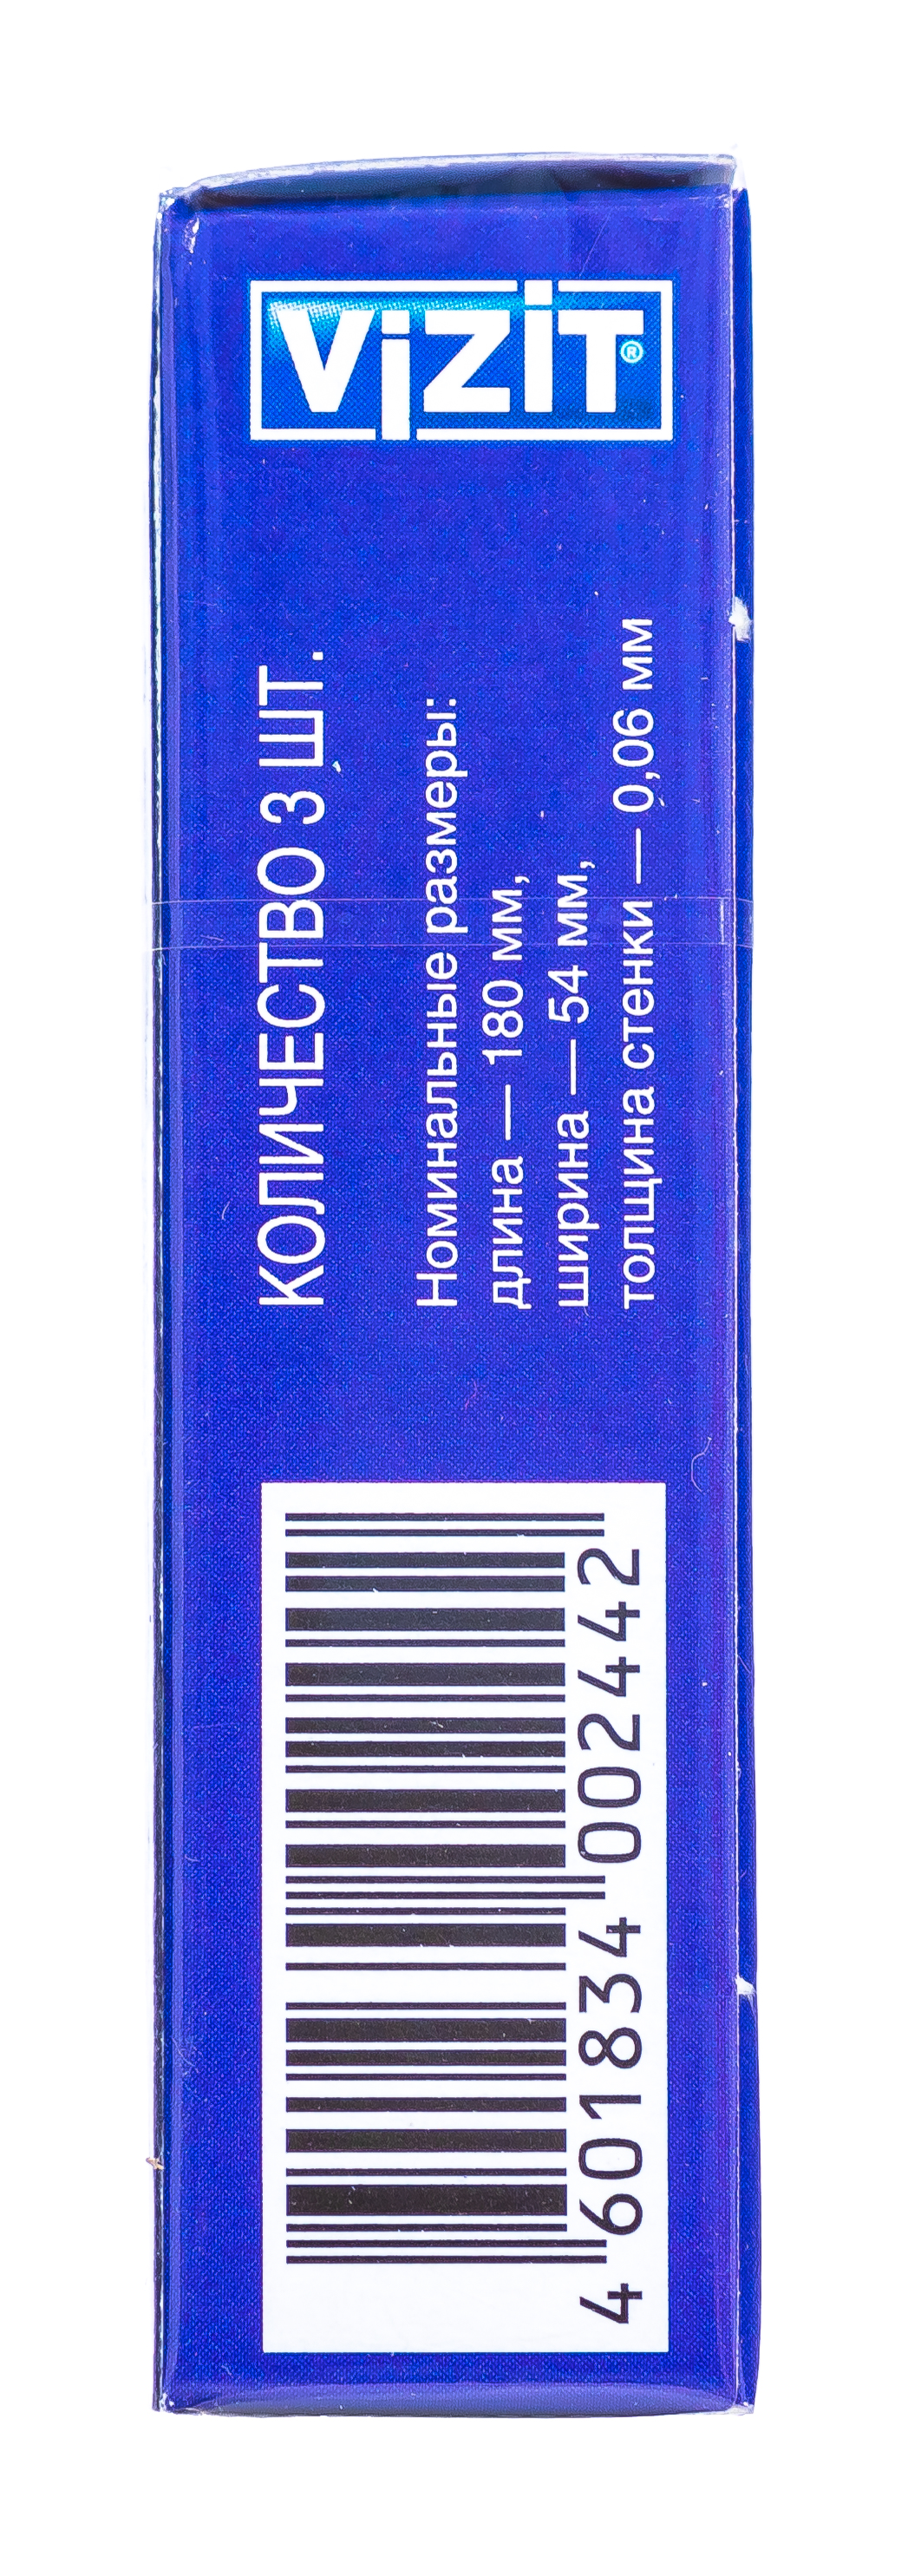 ViZiT®
КОЛИЧЕСТВО 3 ШТ.
Номинальные размеры:
длина — 180 мм,
ширина — 54 мм,
толщина стенки — 0,06 мм
4 601834 002442